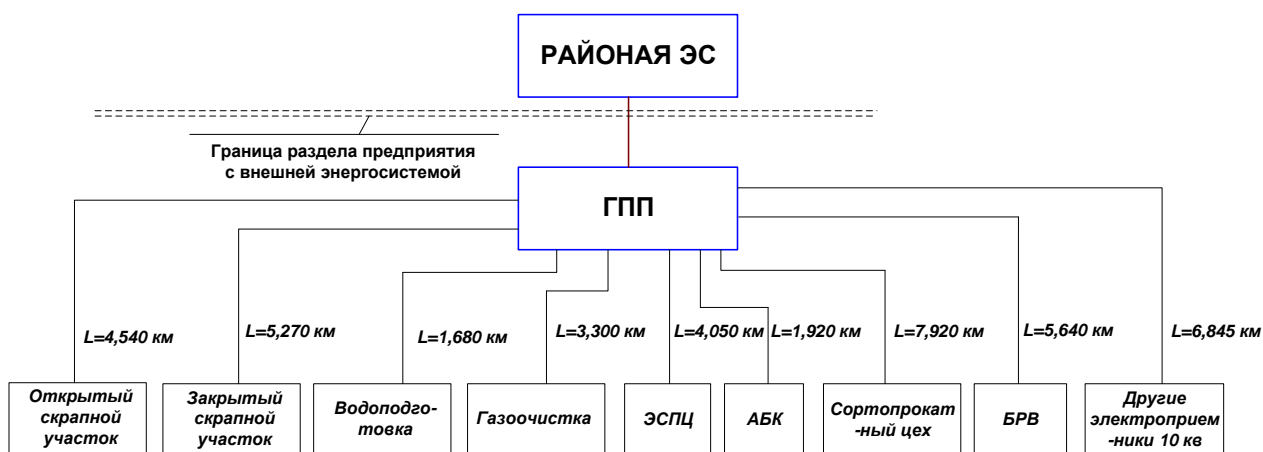 РАЙОНАЯ ЭС
Граница раздела предприятия
с внешней энергосистемой
ГПП
L=4,540 км
L=5,270 км
L=1,680 км
L=3,300 км
L=4,050 км
L=1,920 км
L=7,920 км
L=5,640 км
L=6,845 км
Открытый
скрапной
участок
Закрытый
скрапной
участок
Водоподго-
товка
Газоочистка
ЭСПЦ
АБК
Сортопрокат
-ный цех
БРВ
Другие
электроприем
-ники 10 кв